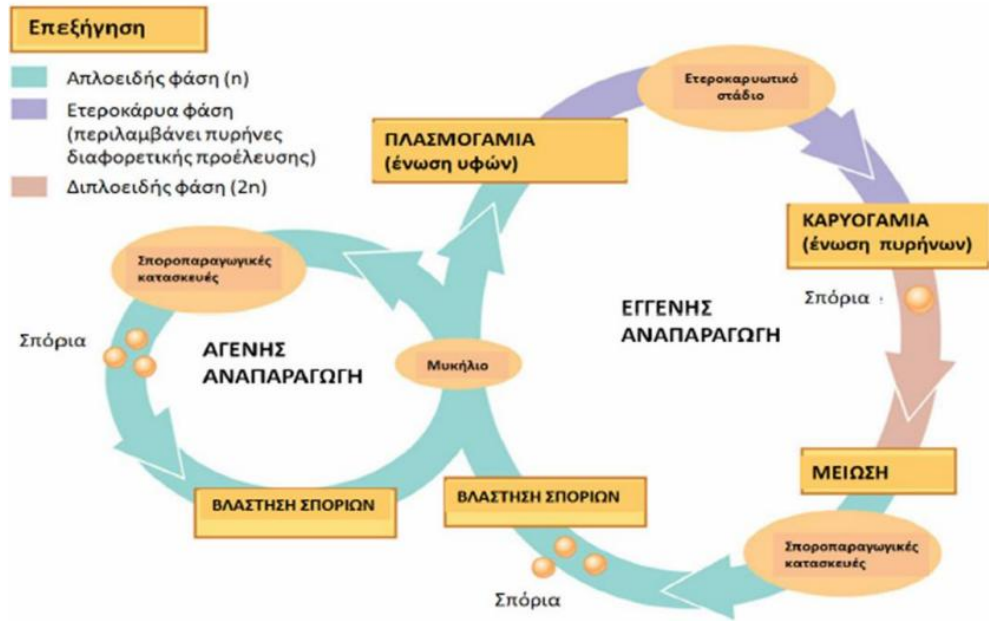 Επεξήγηση
Απλοειδής φάση (n)
Ετεροκάρυα φάση
(περιλαμβάνει πυρήνες
διαφορετικής προέλευσης)
Διπλοειδής φάση (2n)
Ετεροκαρυωτικό
στάδιο
ΠΛΑΣΜΟΓΑΜΙΑ
(ένωση υφών)
ΚΑΡΥΟΓΑΜΙΑ
(ένωση πυρήνων)
Σποροπαραγωγικές
κατασκευές
Σπόρια
Σπόρια
ΑΓΕΝΗΣ
ΑΝΑΠΑΡΑΓΩΓΗ
ΕΓΓΕΝΗΣ
ΑΝΑΠΑΡΑΓΩΓΗ
Μυκήλιο
ΜΕΙΩΣΗ
ΒΛΑΣΤΗΣΗ ΣΠΟΡΙΩΝ
ΒΛΑΣΤΗΣΗ ΣΠΟΡΙΩΝ
Σποροπαραγωγικές
κατασκευές
Σπόρια